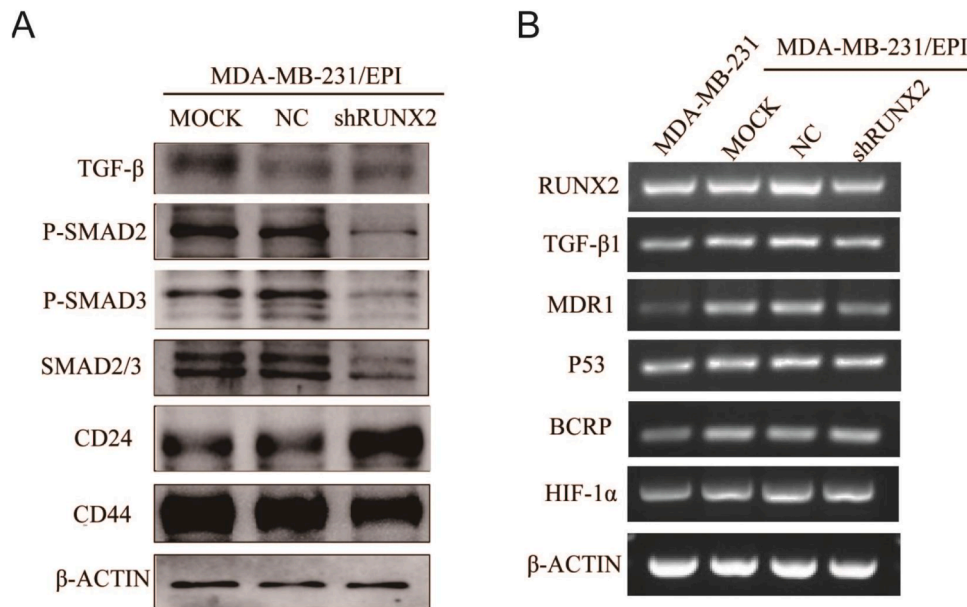 A
MDA-MB-231/EPI
MOCK NC shRUNX2
TGF-β
P-SMAD2
P-SMAD3
SMAD2/3
CD24
CD44
β-ACTIN
B
MDA-MB-231
MDA-MB-231/EPI
MOCK
NC
shRUNX2
RUNX2
TGF-β1
MDR1
P53
BCRP
HIF-1α
β-ACTIN